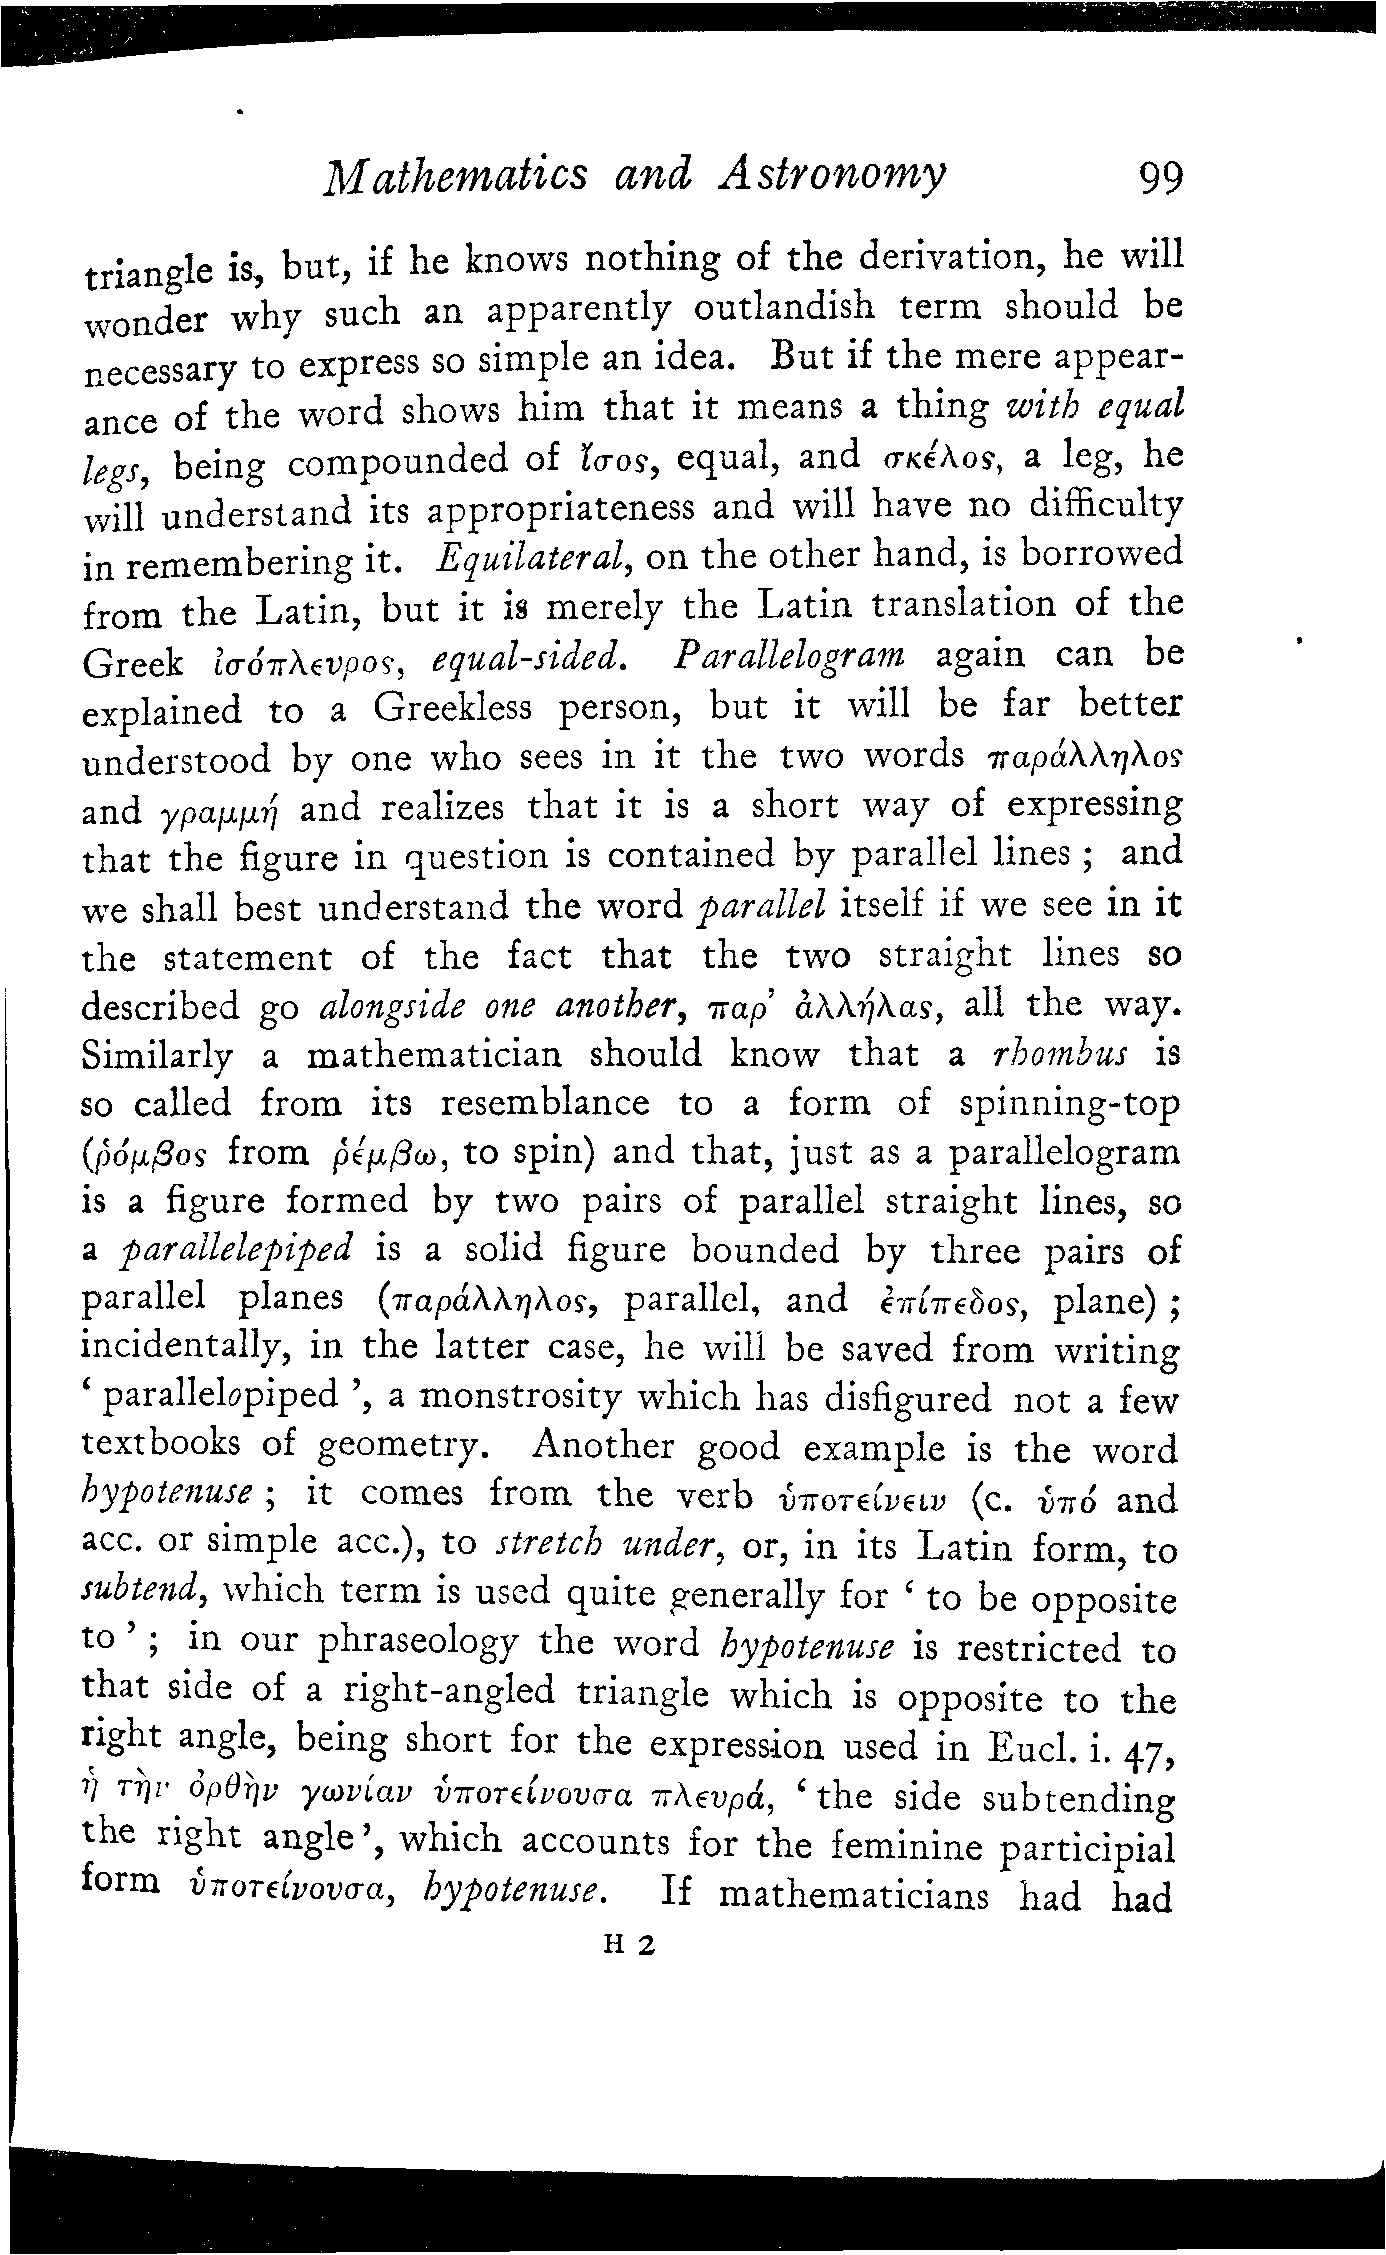 Mathematics and Astronomy 99
triangle is, but, if he knows nothing of the derivation, he will
wonder why such an apparently outlandish term should be
necessary to express so simple an idea. But if the mere appear-
ance of the word shows him that it means a thing with equal
legs, being compounded of ἴσος, equal, and σκέλος, a leg, he
will understand its appropriateness and will have no difficulty
in remembering it. Equilateral, on the other hand, is borrowed
from the Latin, but it is merely the Latin translation of the
Greek ἰσόπλευρος, equal-sided. Parallelogram again can be
explained to a Greekless person, but it will be far better
understood by one who sees in it the two words παράλληλος
and γραμμή and realizes that it is a short way of expressing
that the figure in question is contained by parallel lines ; and
we shall best understand the word parallel itself if we see in it
the statement of the fact that the two straight lines so
described go alongside one another, παρ’ ἀλλήλας, all the way.
Similarly a mathematician should know that a rhombus is
so called from its resemblance to a form of spinning-top
(ῥόμβος from ῥέμβω, to spin) and that, just as a parallelogram
is a figure formed by two pairs of parallel straight lines, so
a parallelepiped is a solid figure bounded by three pairs of
parallel planes (παράλληλος, parallel, and ἐπίπεδος, plane) ;
incidentally, in the latter case, he will be saved from writing
‘ parallelopiped ’, a monstrosity which has disfigured not a few
textbooks of geometry. Another good example is the word
hypotenuse ; it comes from the verb ὑποτείνειν (c. ὑπό and
acc. or simple acc.), to stretch under, or, in its Latin form, to
subtend, which term is used quite generally for ‘ to be opposite
to ’ ; in our phraseology the word hypotenuse is restricted to
that side of a right-angled triangle which is opposite to the
right angle, being short for the expression used in Eucl. i. 47,
ἡ τὴν ὀρθὴν γωνίαν ὑποτείνουσα πλευρά, ‘ the side subtending
the right angle ’, which accounts for the feminine participial
form ὑποτείνουσα, hypotenuse. If mathematicians had had
H 2